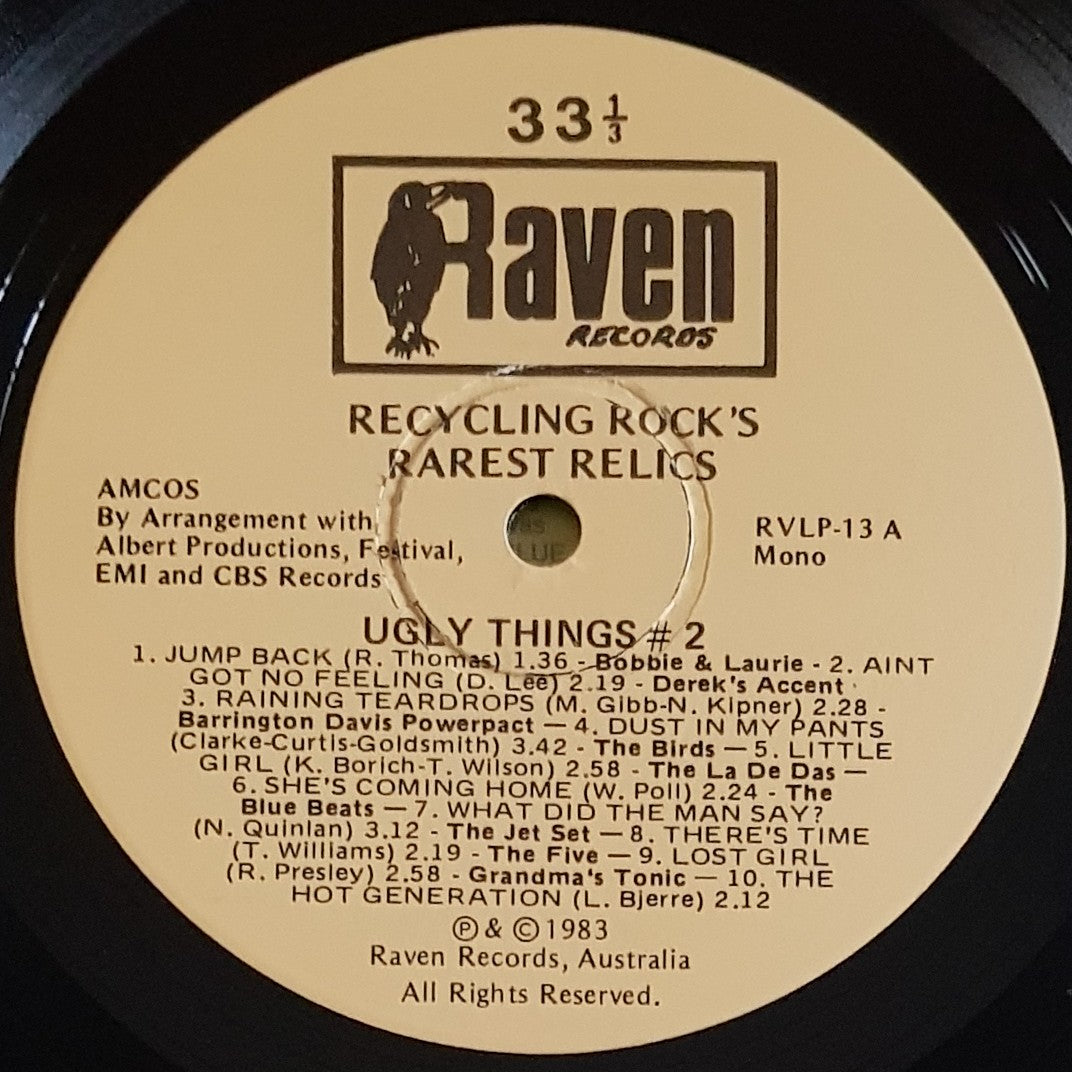 33⅓
Raven
RECORDS
RECYCLING ROCK'S
RAREST RELICS
AMCOS
By Arrangement with
Albert Productions, Festival,
EMI and CBS Records
RVLP-13 A
Mono
UGLY THINGS # 2
1. JUMP BACK (R. Thomas) 1.36 - Bobbie & Laurie - 2. AINT
GOT NO FEELING (D. Lee) 2.19 - Derek's Accent
3. RAINING TEARDROPS (M. Gibb-N. Kipner) 2.28 -
Barrington Davis Powerpact — 4. DUST IN MY PANTS
(Clarke-Curtis-Goldsmith) 3.42 - The Birds — 5. LITTLE
GIRL (K. Borich-T. Wilson) 2.58 - The La De Das —
6. SHE'S COMING HOME (W. Poll) 2.24 - The
Blue Beats — 7. WHAT DID THE MAN SAY?
(N. Quinlan) 3.12 - The Jet Set — 8. THERE'S TIME
(T. Williams) 2.19 - The Five — 9. LOST GIRL
(R. Presley) 2.58 - Grandma's Tonic — 10. THE
HOT GENERATION (L. Bjerre) 2.12
Ⓟ & © 1983
Raven Records, Australia
All Rights Reserved.